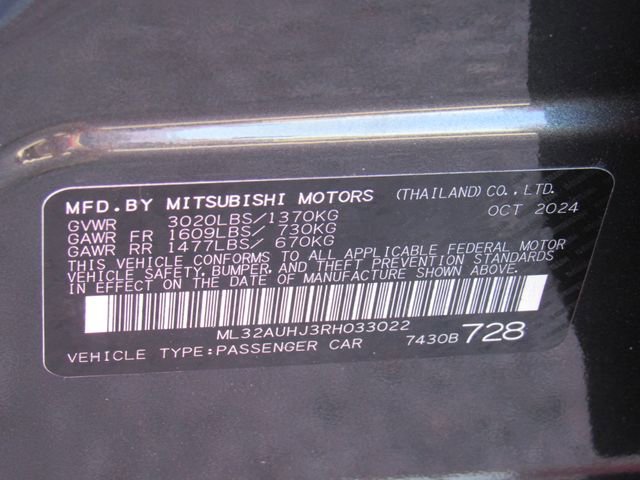 MFD.BY MITSUBISHI MOTORS (THAILAND) CO.,LTD.
GVWR 3020LBS/1370KG OCT 2024
GAWR FR 1609LBS/ 730KG
GAWR RR 1477LBS/ 670KG
THIS VEHICLE CONFORMS TO ALL APPLICABLE FEDERAL MOTOR
VEHICLE SAFETY, BUMPER, AND THEFT PREVENTION STANDARDS
IN EFFECT ON THE DATE OF MANUFACTURE SHOWN ABOVE.
ML32AUHJ3RH033022
VEHICLE TYPE:PASSENGER CAR 7430B 728